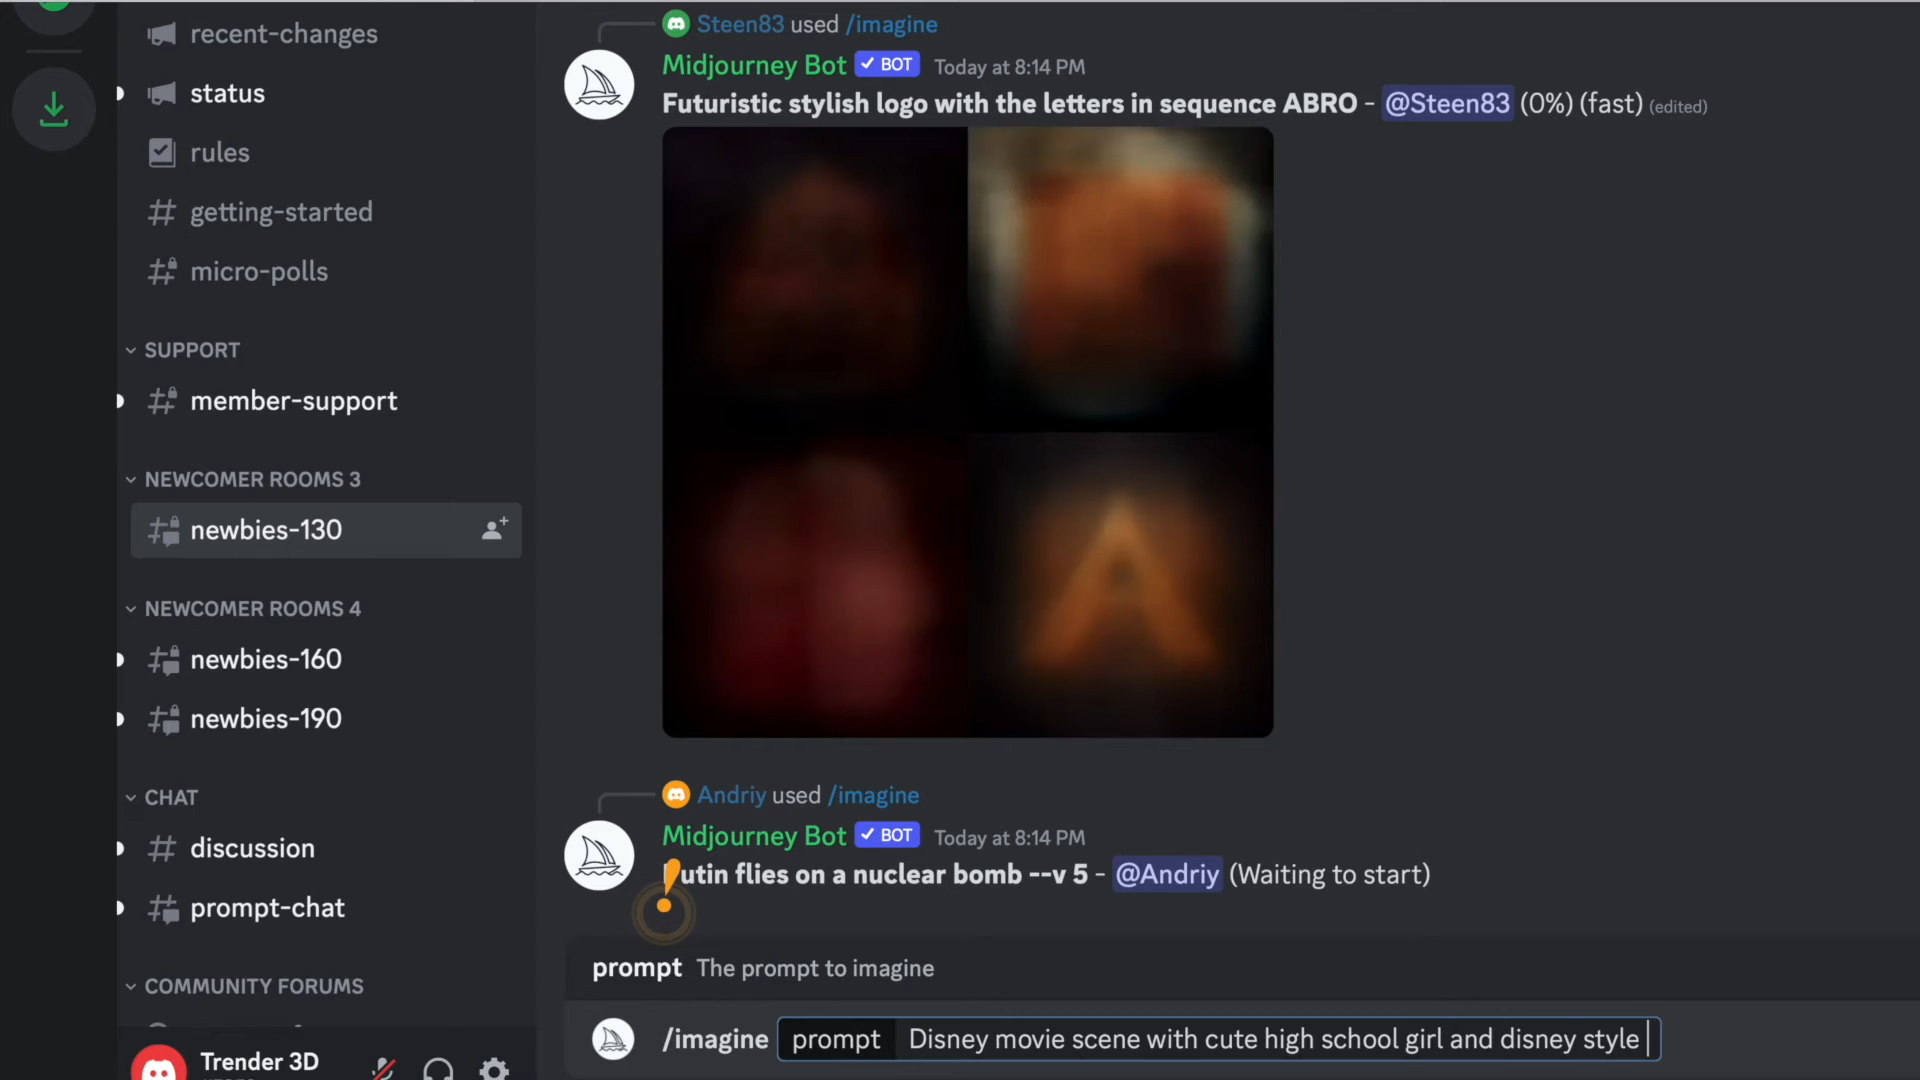 recent-changes
status
rules
getting-started
micro-polls
SUPPORT
member-support
NEWCOMER ROOMS 3
newbies-130
NEWCOMER ROOMS 4
newbies-160
newbies-190
CHAT
discussion
prompt-chat
COMMUNITY FORUMS
Trender 3D
Steen83 used /imagine
Midjourney Bot ✓ BOT Today at 8:14 PM
Futuristic stylish logo with the letters in sequence ABRO - @Steen83 (0%) (fast) (edited)
A
Andriy used /imagine
Midjourney Bot ✓ BOT Today at 8:14 PM
Putin flies on a nuclear bomb --v 5 - @Andriy (Waiting to start)
prompt The prompt to imagine
/imagine prompt Disney movie scene with cute high school girl and disney style